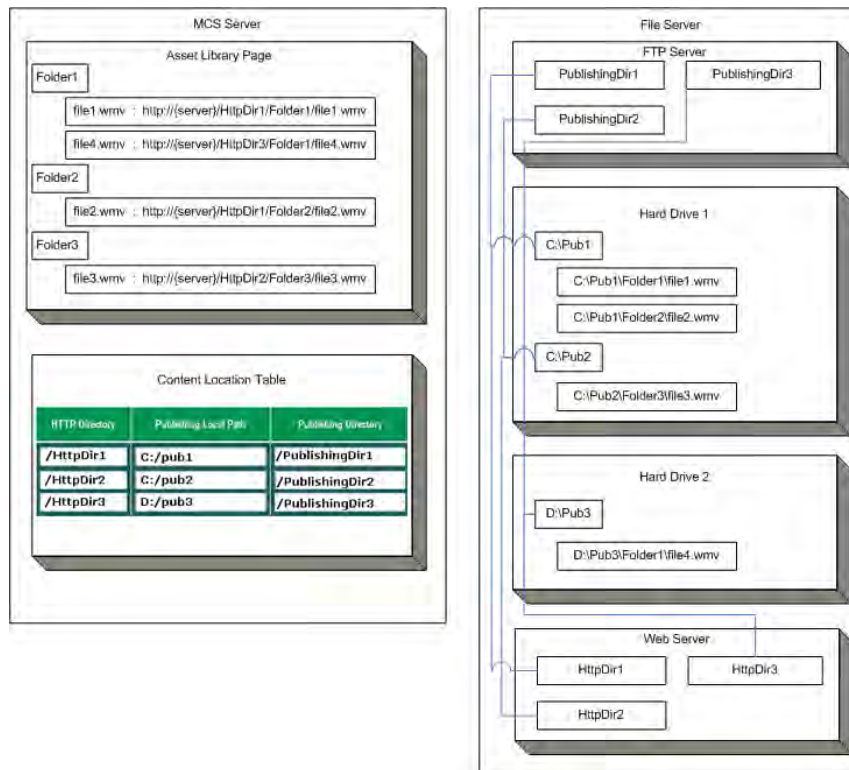 MCS Server
Asset Library Page
Folder1
file1.wmv : http://{server}/HttpDir1/Folder1/file1.wmv
file4.wmv : http://{server}/HttpDir3/Folder1/file4.wmv
Folder2
file2.wmv : http://{server}/HttpDir1/Folder2/file2.wmv
Folder3
file3.wmv : http://{server}/HttpDir2/Folder3/file3.wmv
Content Location Table
HTTP Directory Publishing Local Path Publishing Directory
/HttpDir1 C:/pub1 /PublishingDir1
/HttpDir2 C:/pub2 /PublishingDir2
/HttpDir3 D:/pub3 /PublishingDir3
File Server
FTP Server
PublishingDir1 PublishingDir3
PublishingDir2
Hard Drive 1
C:\Pub1
C:\Pub1\Folder1\file1.wmv
C:\Pub1\Folder2\file2.wmv
C:\Pub2
C:\Pub2\Folder3\file3.wmv
Hard Drive 2
D:\Pub3
D:\Pub3\Folder1\file4.wmv
Web Server
HttpDir1 HttpDir3
HttpDir2